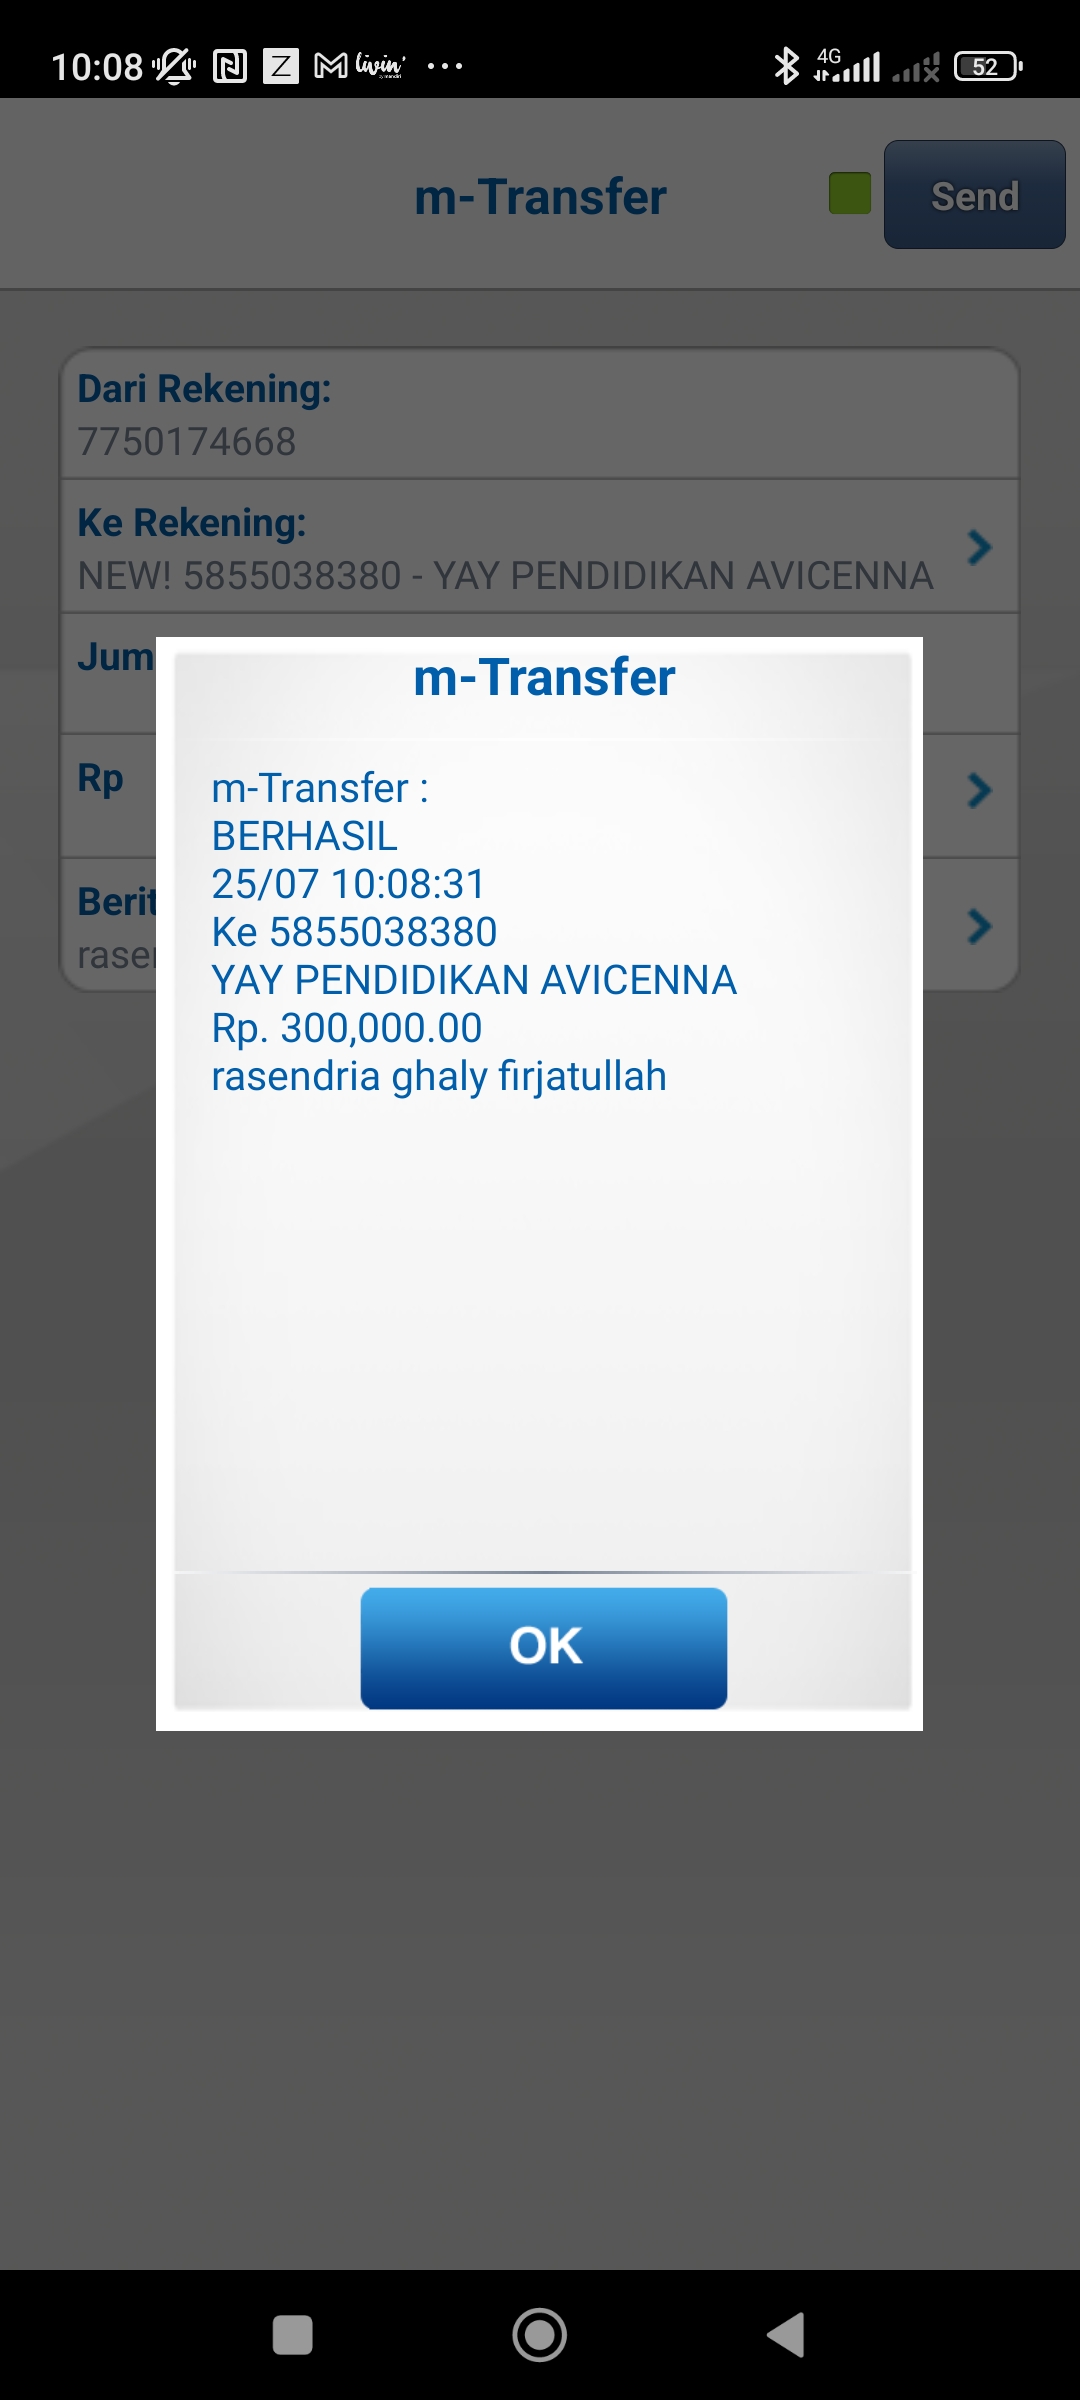 10:08 Z M livin' 4G 52
m-Transfer
Send
Dari Rekening:
7750174668
Ke Rekening:
NEW! 5855038380 - YAY PENDIDIKAN AVICENNA
Jum
Rp
Berit
raser
m-Transfer
m-Transfer :
BERHASIL
25/07 10:08:31
Ke 5855038380
YAY PENDIDIKAN AVICENNA
Rp. 300,000.00
rasendria ghaly firjatullah
OK